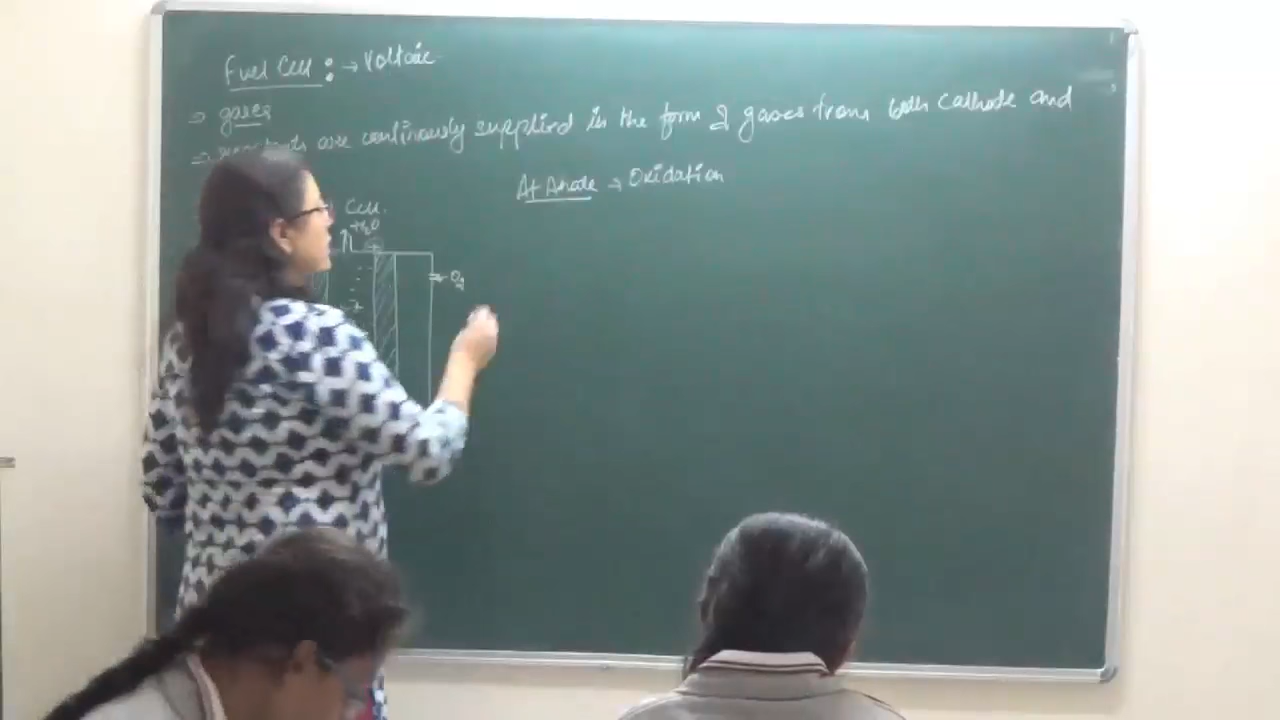 Fuel Cell : → Voltaic
⇒ gases
⇒ are continously supplied in the form of gases from both Cathode and
At Anode → Oxidation
Cell.
→H₂O
← O₂